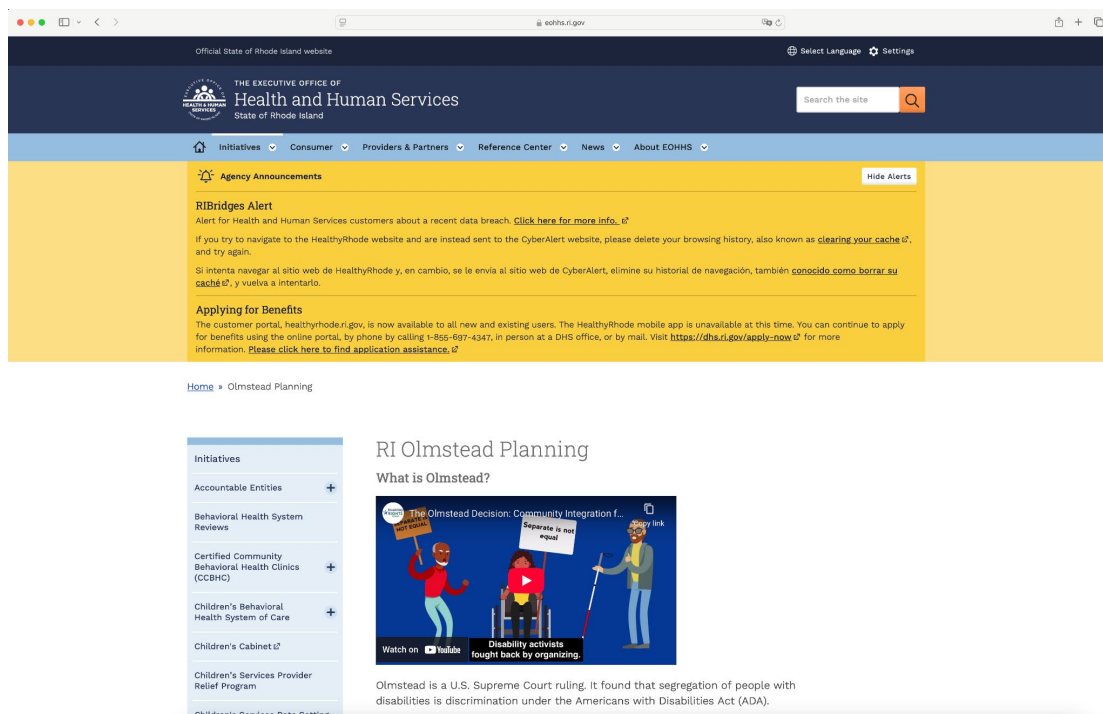 eohhs.ri.gov
Official State of Rhode Island website
Select Language
Settings
HEALTH & HUMAN
SERVICES
THE EXECUTIVE OFFICE OF
Health and Human Services
State of Rhode Island
Search the site
Initiatives
Consumer
Providers & Partners
Reference Center
News
About EOHHS
Agency Announcements
Hide Alerts
RIBridges Alert
Alert for Health and Human Services customers about a recent data breach. Click here for more info.
If you try to navigate to the HealthyRhode website and are instead sent to the CyberAlert website, please delete your browsing history, also known as clearing your cache,
and try again.
Si intenta navegar al sitio web de HealthyRhode y, en cambio, se le envía al sitio web de CyberAlert, elimine su historial de navegación, también conocido como borrar su
caché, y vuelva a intentarlo.
Applying for Benefits
The customer portal, healthyrhode.ri.gov, is now available to all new and existing users. The HealthyRhode mobile app is unavailable at this time. You can continue to apply
for benefits using the online portal, by phone by calling 1-855-697-4347, in person at a DHS office, or by mail. Visit https://dhs.ri.gov/apply-now for more
information. Please click here to find application assistance.
Home » Olmstead Planning
Initiatives
Accountable Entities
Behavioral Health System
Reviews
Certified Community
Behavioral Health Clinics
(CCBHC)
Children's Behavioral
Health System of Care
Children's Cabinet
Children's Services Provider
Relief Program
Children's Services Rate Setting
RI Olmstead Planning
What is Olmstead?
The Olmstead Decision: Community Integration f...
Copy link
SEPARATE IS
NOT EQUAL
Separate is not
equal
Watch on YouTube
Disability activists
fought back by organizing.
Olmstead is a U.S. Supreme Court ruling. It found that segregation of people with
disabilities is discrimination under the Americans with Disabilities Act (ADA).